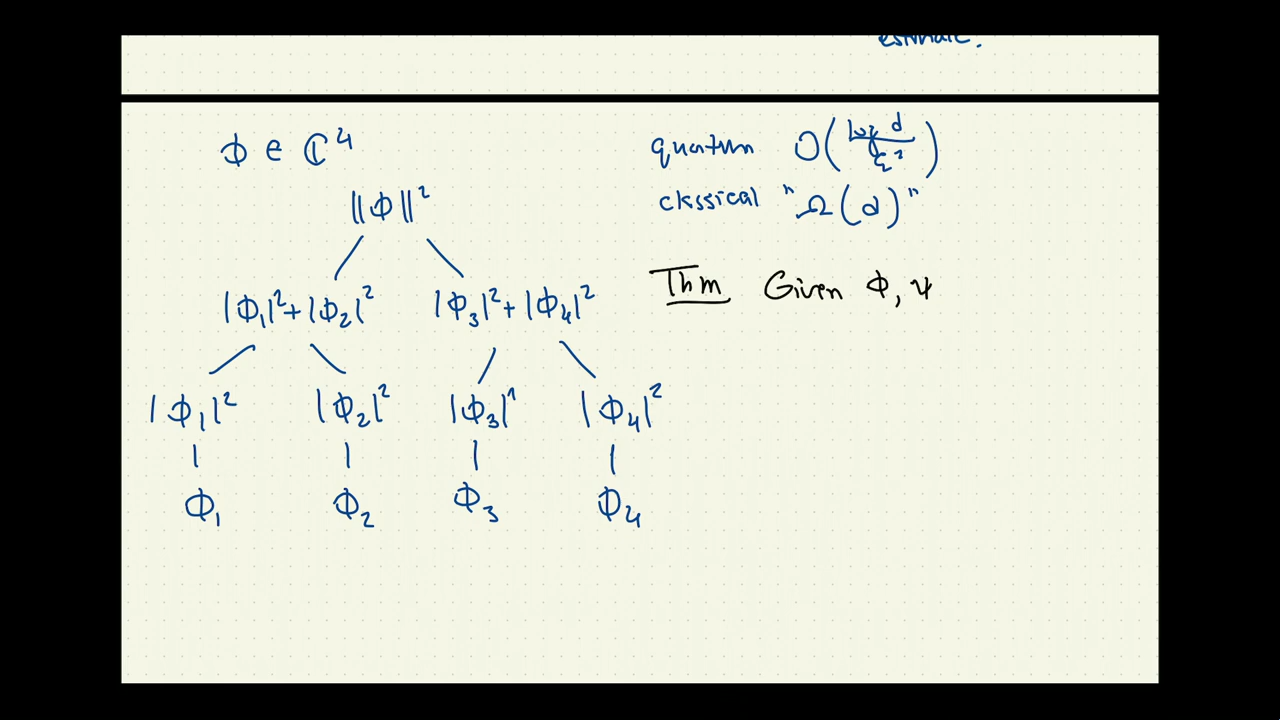 estimate.
ϕ ∈ ℂ⁴
‖ϕ‖²
|ϕ₁|²+|ϕ₂|² |ϕ₃|²+|ϕ₄|²
|ϕ₁|² |ϕ₂|² |ϕ₃|² |ϕ₄|²
ϕ₁ ϕ₂ ϕ₃ ϕ₄
quantum O(log d / ε²)
classical "Ω(d)"
Thm Given ϕ, ψ